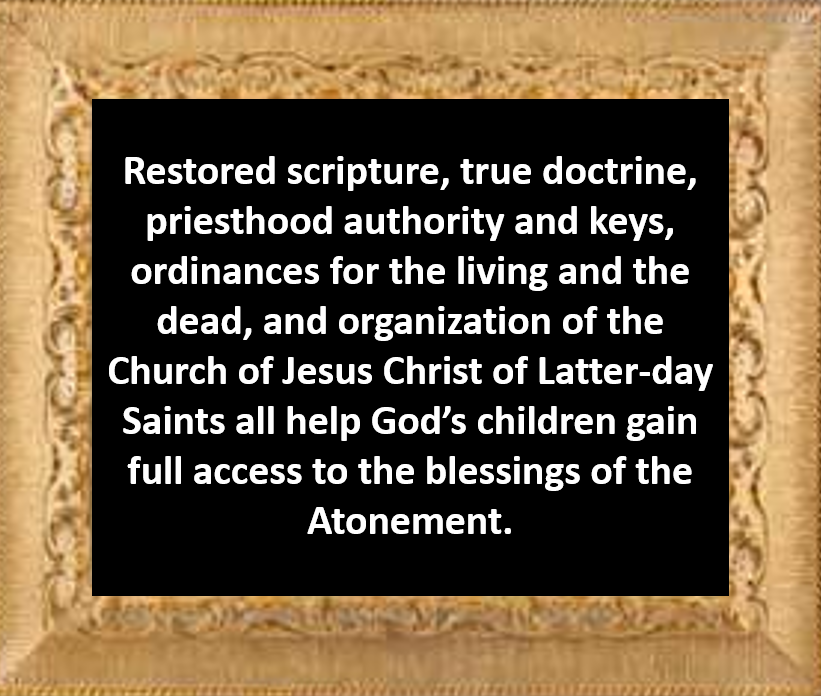 Restored scripture, true doctrine,
priesthood authority and keys,
ordinances for the living and the
dead, and organization of the
Church of Jesus Christ of Latter-day
Saints all help God’s children gain
full access to the blessings of the
Atonement.